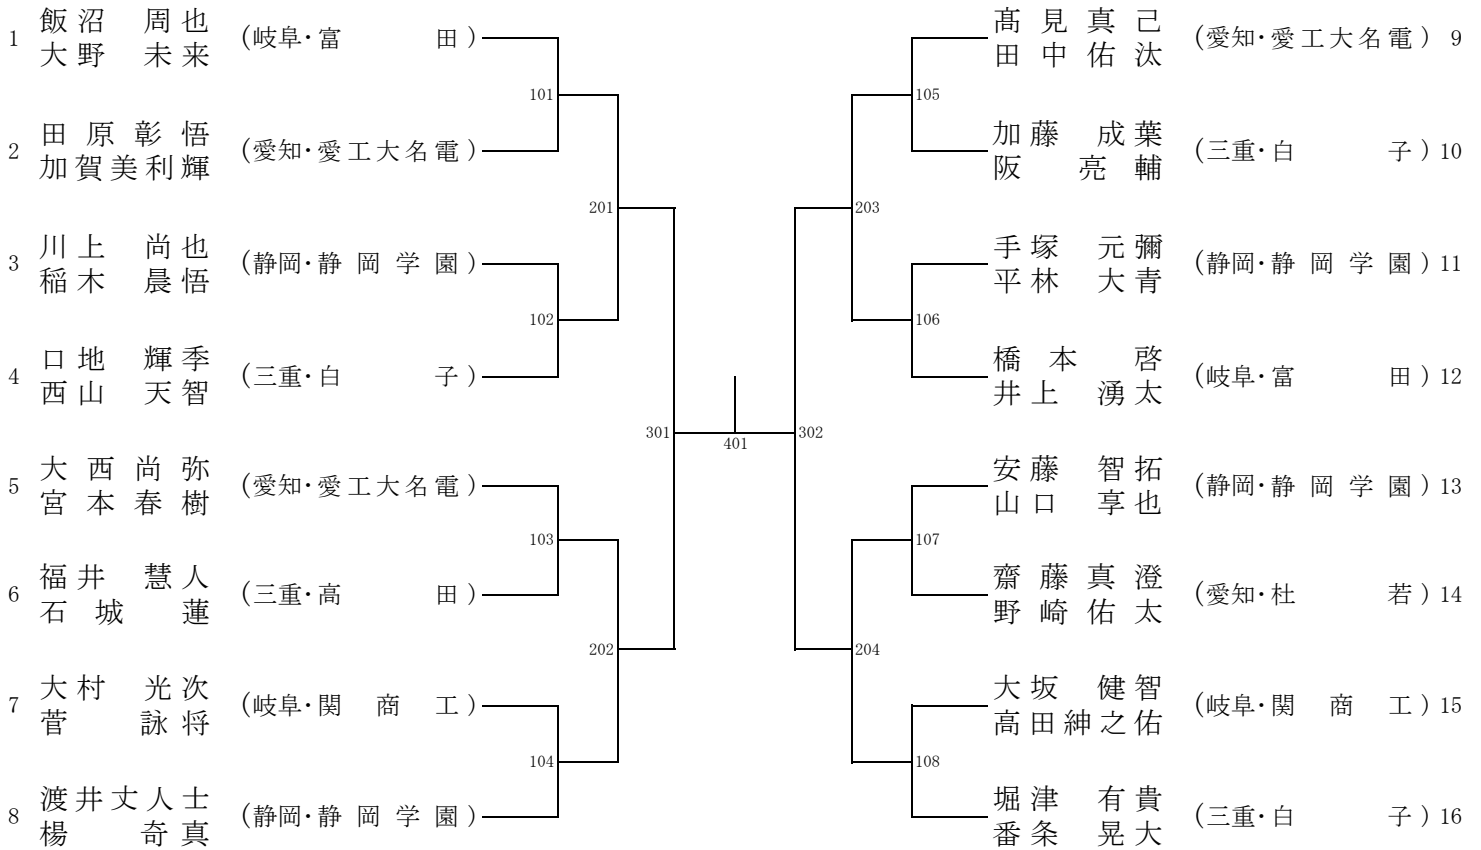 1 飯沼 周也 大野 未来 (岐阜・富田)
2 田原彰悟 加賀美利輝 (愛知・愛工大名電)
3 川上 尚也 稲木 晨悟 (静岡・静岡学園)
4 口地 輝季 西山 天智 (三重・白子)
5 大西尚弥 宮本春樹 (愛知・愛工大名電)
6 福井 慧人 石城 蓮 (三重・高田)
7 大村 光次 菅 詠将 (岐阜・関商工)
8 渡井丈人士 楊 奇真 (静岡・静岡学園)
101
102
103
104
201
202
301
401
302
203
204
105
106
107
108
髙見真己 田中佑汰 (愛知・愛工大名電) 9
加藤 成葉 阪 亮輔 (三重・白子) 10
手塚 元彌 平林 大青 (静岡・静岡学園) 11
橋本 啓 井上 湧太 (岐阜・富田) 12
安藤 智拓 山口 享也 (静岡・静岡学園) 13
齋藤真澄 野崎佑太 (愛知・杜若) 14
大坂 健智 高田紳之佑 (岐阜・関商工) 15
堀津 有貴 番条 晃大 (三重・白子) 16